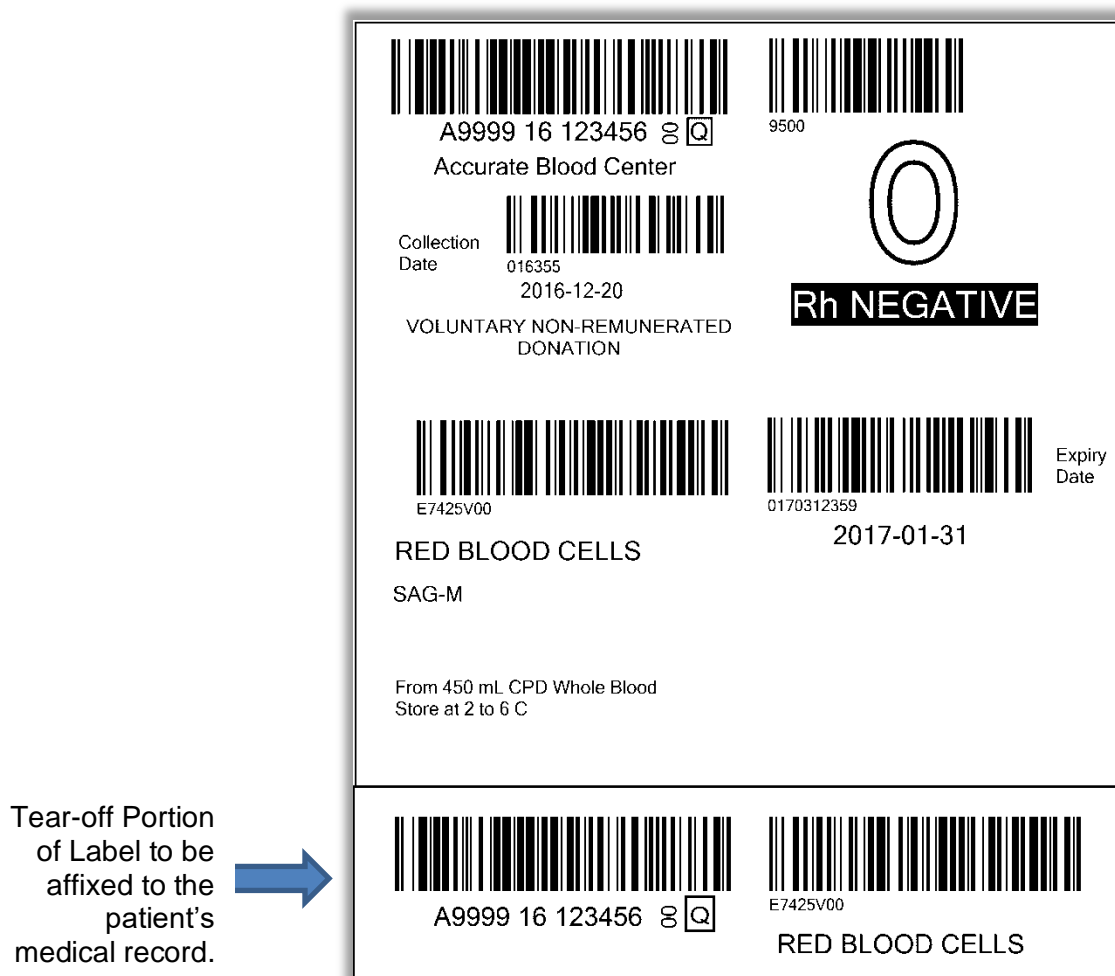 A9999 16 123456 00 Q
Accurate Blood Center
Collection
Date
016355
2016-12-20
VOLUNTARY NON-REMUNERATED
DONATION
9500
O
Rh NEGATIVE
E7425V00
RED BLOOD CELLS
SAG-M
0170312359
2017-01-31
Expiry
Date
From 450 mL CPD Whole Blood
Store at 2 to 6 C
Tear-off Portion
of Label to be
affixed to the
patient’s
medical record.
A9999 16 123456 00 Q
E7425V00
RED BLOOD CELLS